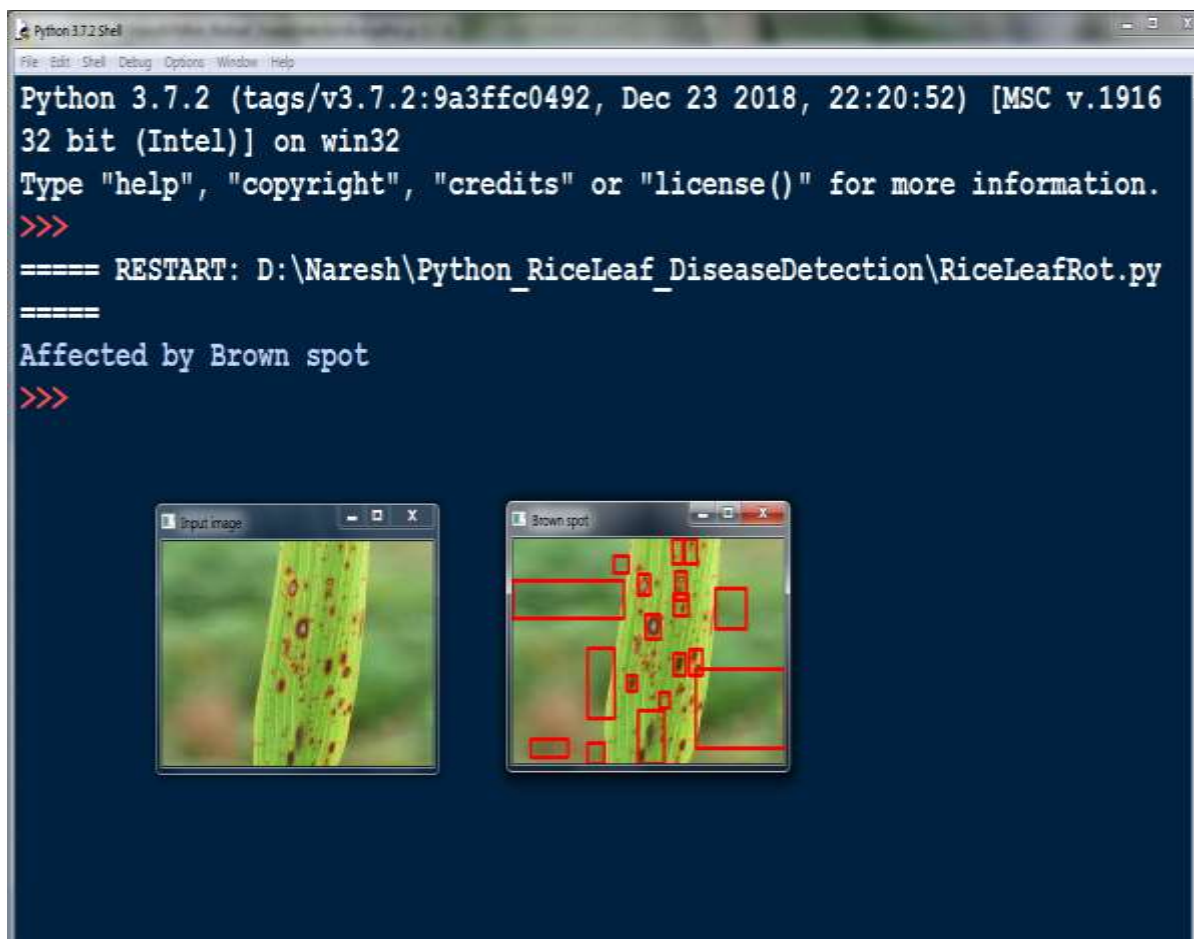 Python 3.7.2 Shell
File Edit Shell Debug Options Window Help
Python 3.7.2 (tags/v3.7.2:9a3ffc0492, Dec 23 2018, 22:20:52) [MSC v.1916
32 bit (Intel)] on win32
Type "help", "copyright", "credits" or "license()" for more information.
>>>
===== RESTART: D:\Naresh\Python_RiceLeaf_DiseaseDetection\RiceLeafRot.py
=====
Affected by Brown spot
>>>
Input image
Brown spot